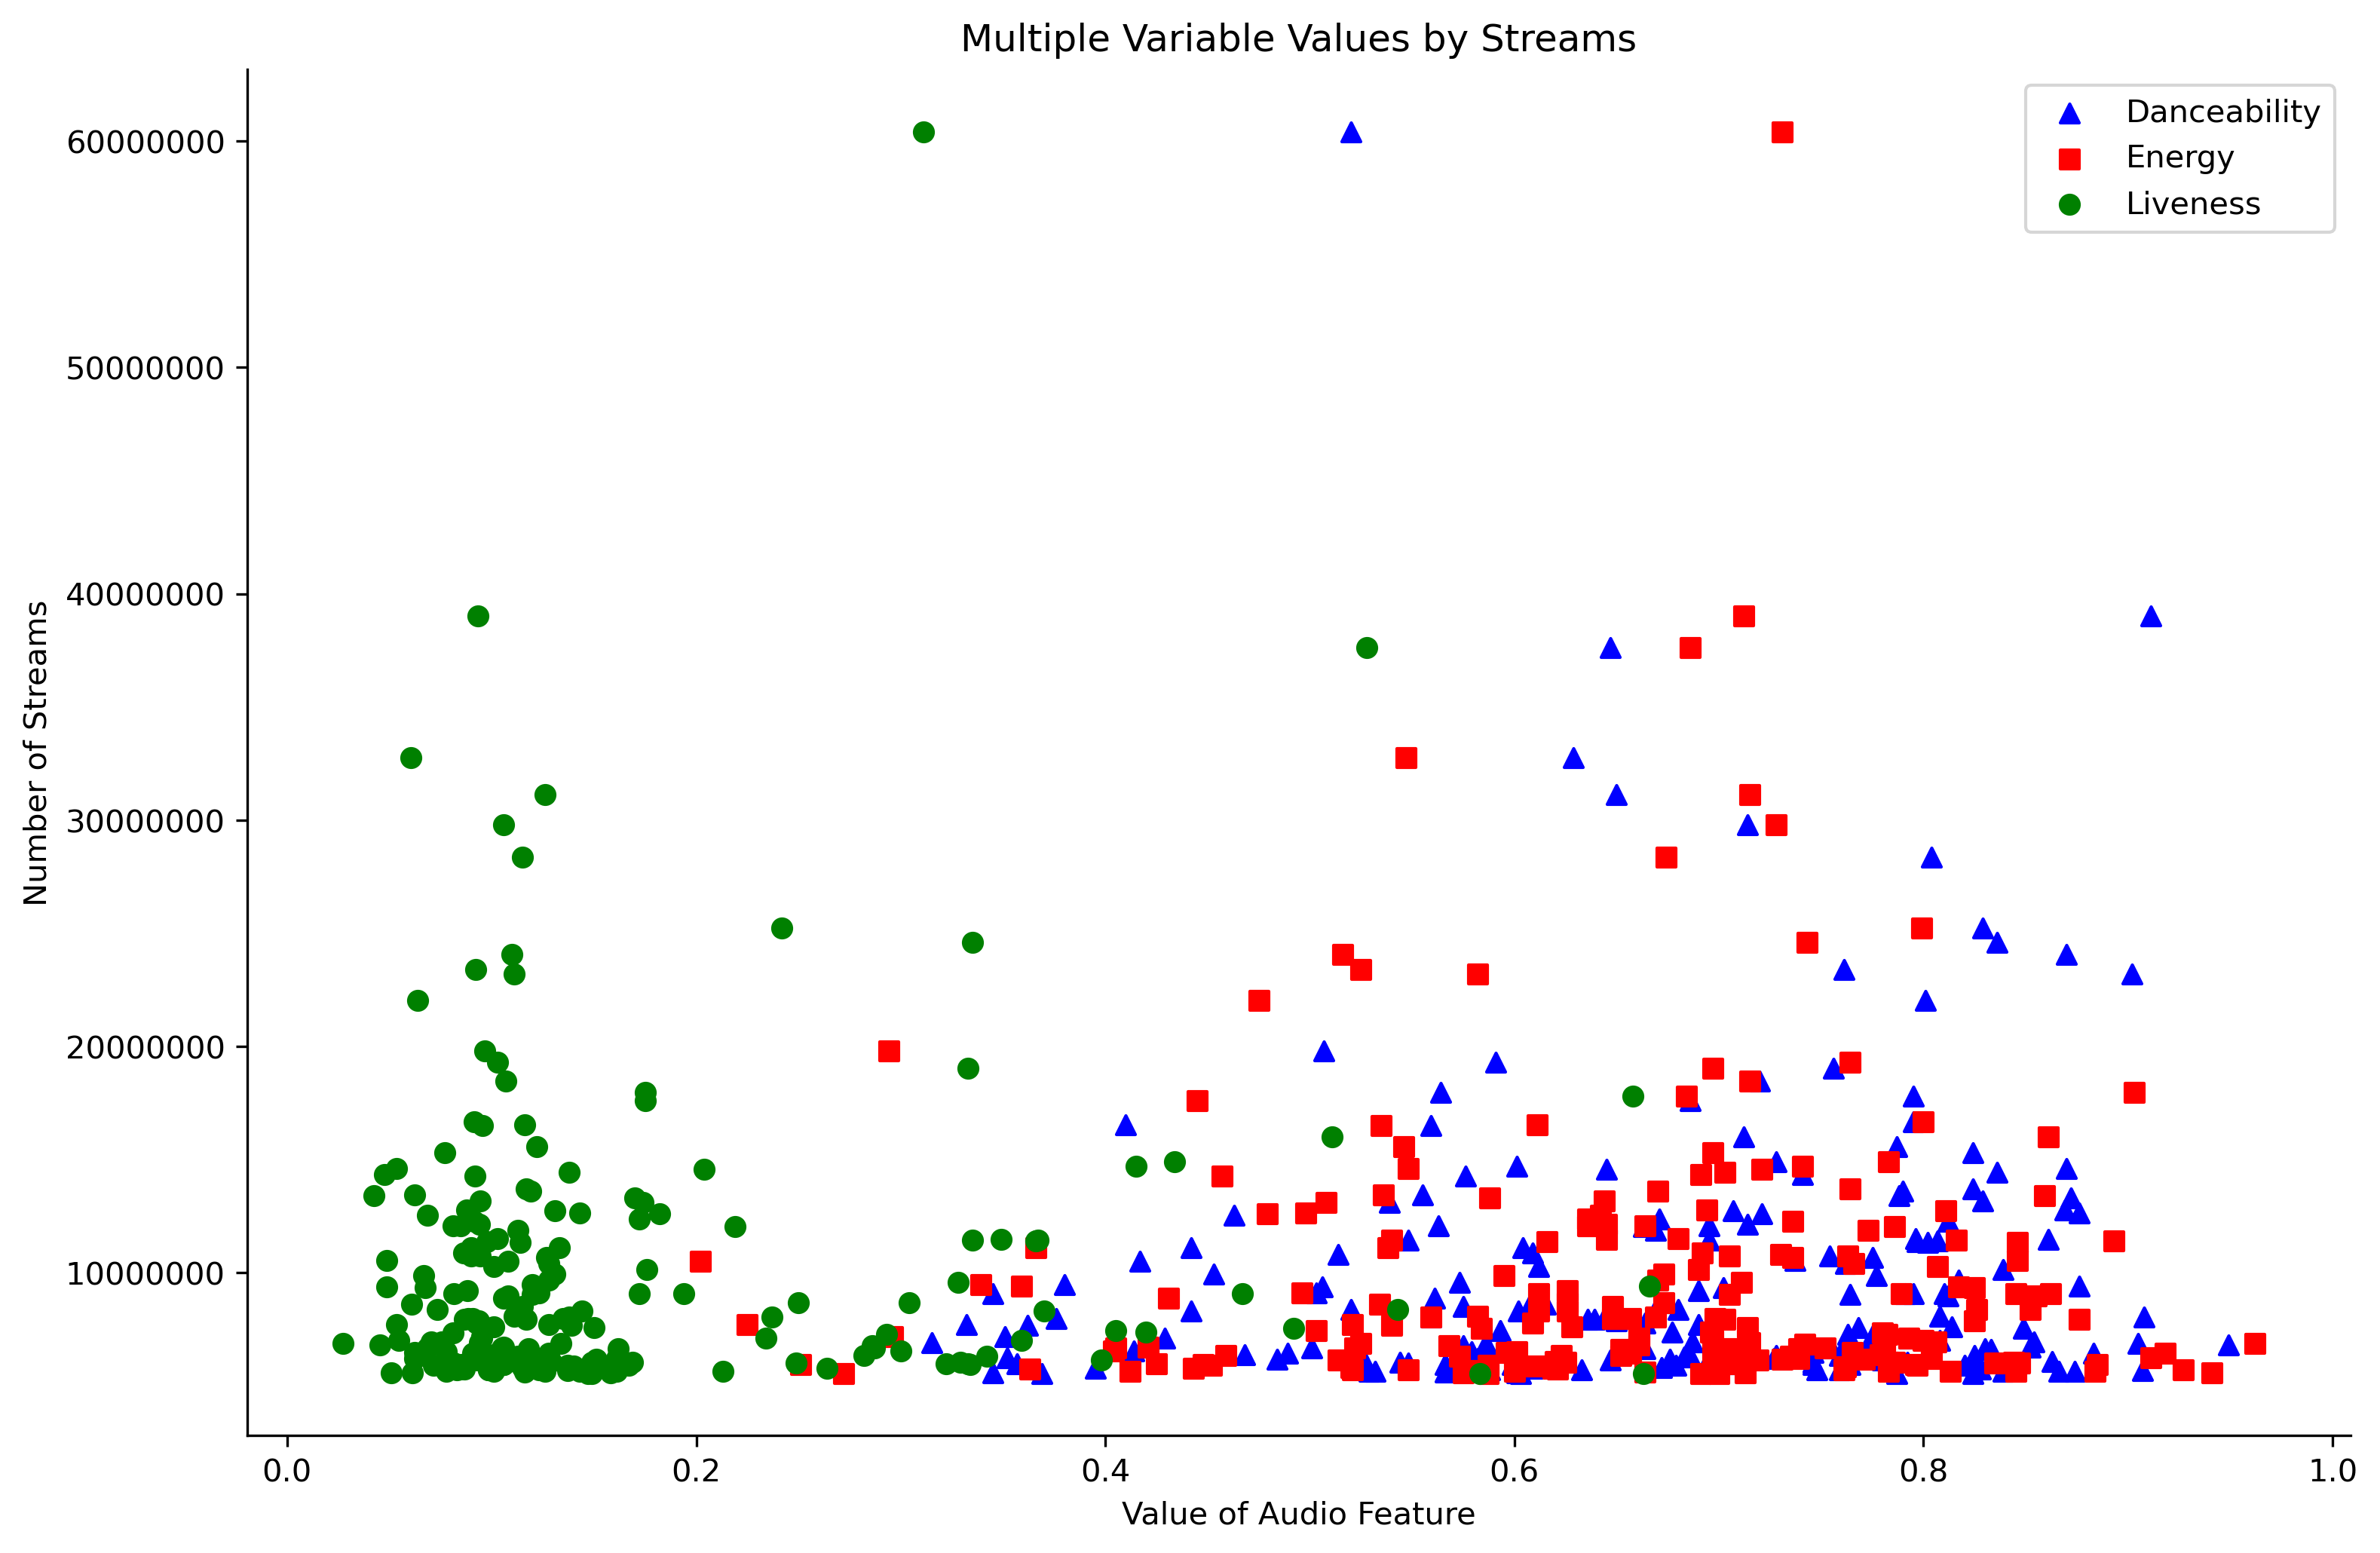 Multiple Variable Values by Streams
Danceability
Energy
Liveness
60000000
50000000
40000000
30000000
20000000
10000000
Number of Streams
0.0 0.2 0.4 0.6 0.8 1.0
Value of Audio Feature